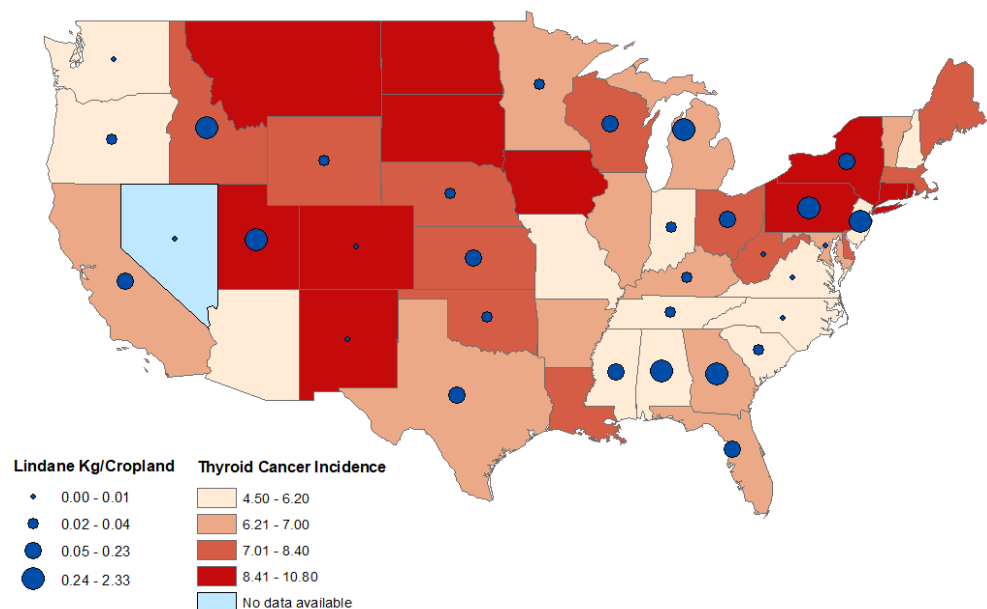 Lindane Kg/Cropland
0.00 - 0.01
0.02 - 0.04
0.05 - 0.23
0.24 - 2.33
Thyroid Cancer Incidence
4.50 - 6.20
6.21 - 7.00
7.01 - 8.40
8.41 - 10.80
No data available